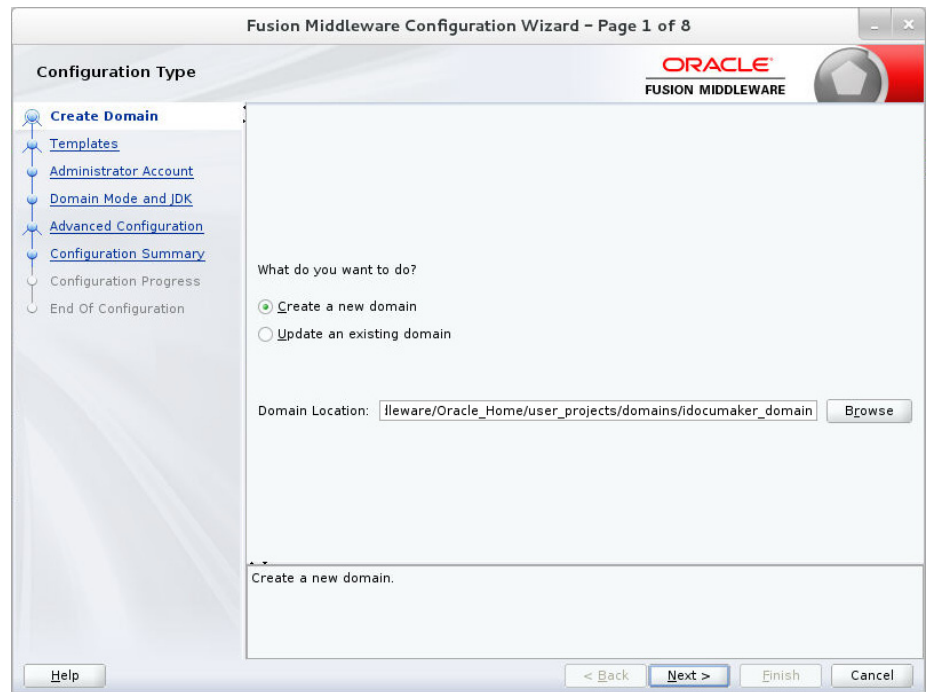 Fusion Middleware Configuration Wizard – Page 1 of 8
Configuration Type
ORACLE
FUSION MIDDLEWARE
Create Domain
Templates
Administrator Account
Domain Mode and JDK
Advanced Configuration
Configuration Summary
Configuration Progress
End Of Configuration
What do you want to do?
Create a new domain
Update an existing domain
Domain Location: lleware/Oracle_Home/user_projects/domains/idocumaker_domain Browse
Create a new domain.
Help < Back Next > Finish Cancel